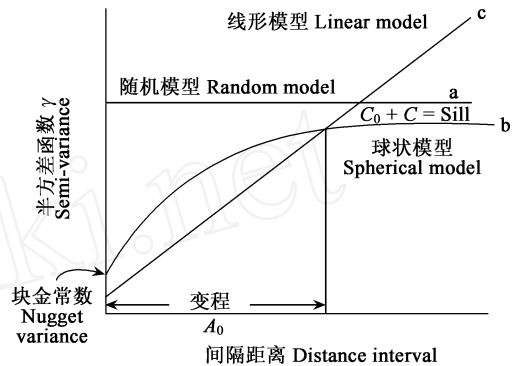 线形模型 Linear model
c
随机模型 Random model
a
C₀ + C = Sill
b
球状模型
Spherical model
半方差函数 γ
Semi-variance
块金常数
Nugget
variance
变程
A₀
间隔距离 Distance interval
ki.net